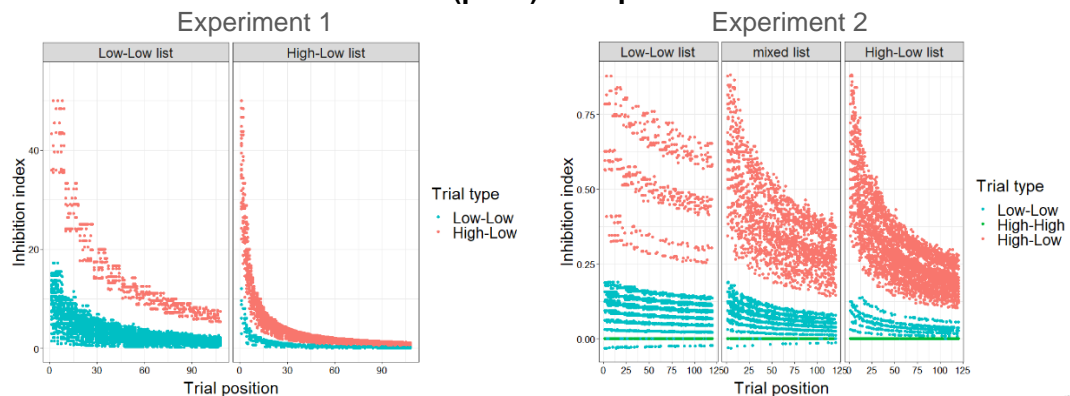 Experiment 1
Experiment 2
Low-Low list
High-Low list
Inhibition index
40
20
0
0
30
60
90
0
30
60
90
Trial position
Trial type
Low-Low
High-Low
Low-Low list
mixed list
High-Low list
Inhibition index
0.75
0.50
0.25
0.00
0
25
50
75
100
125
0
25
50
75
100
125
0
25
50
75
100
125
Trial position
Trial type
Low-Low
High-High
High-Low